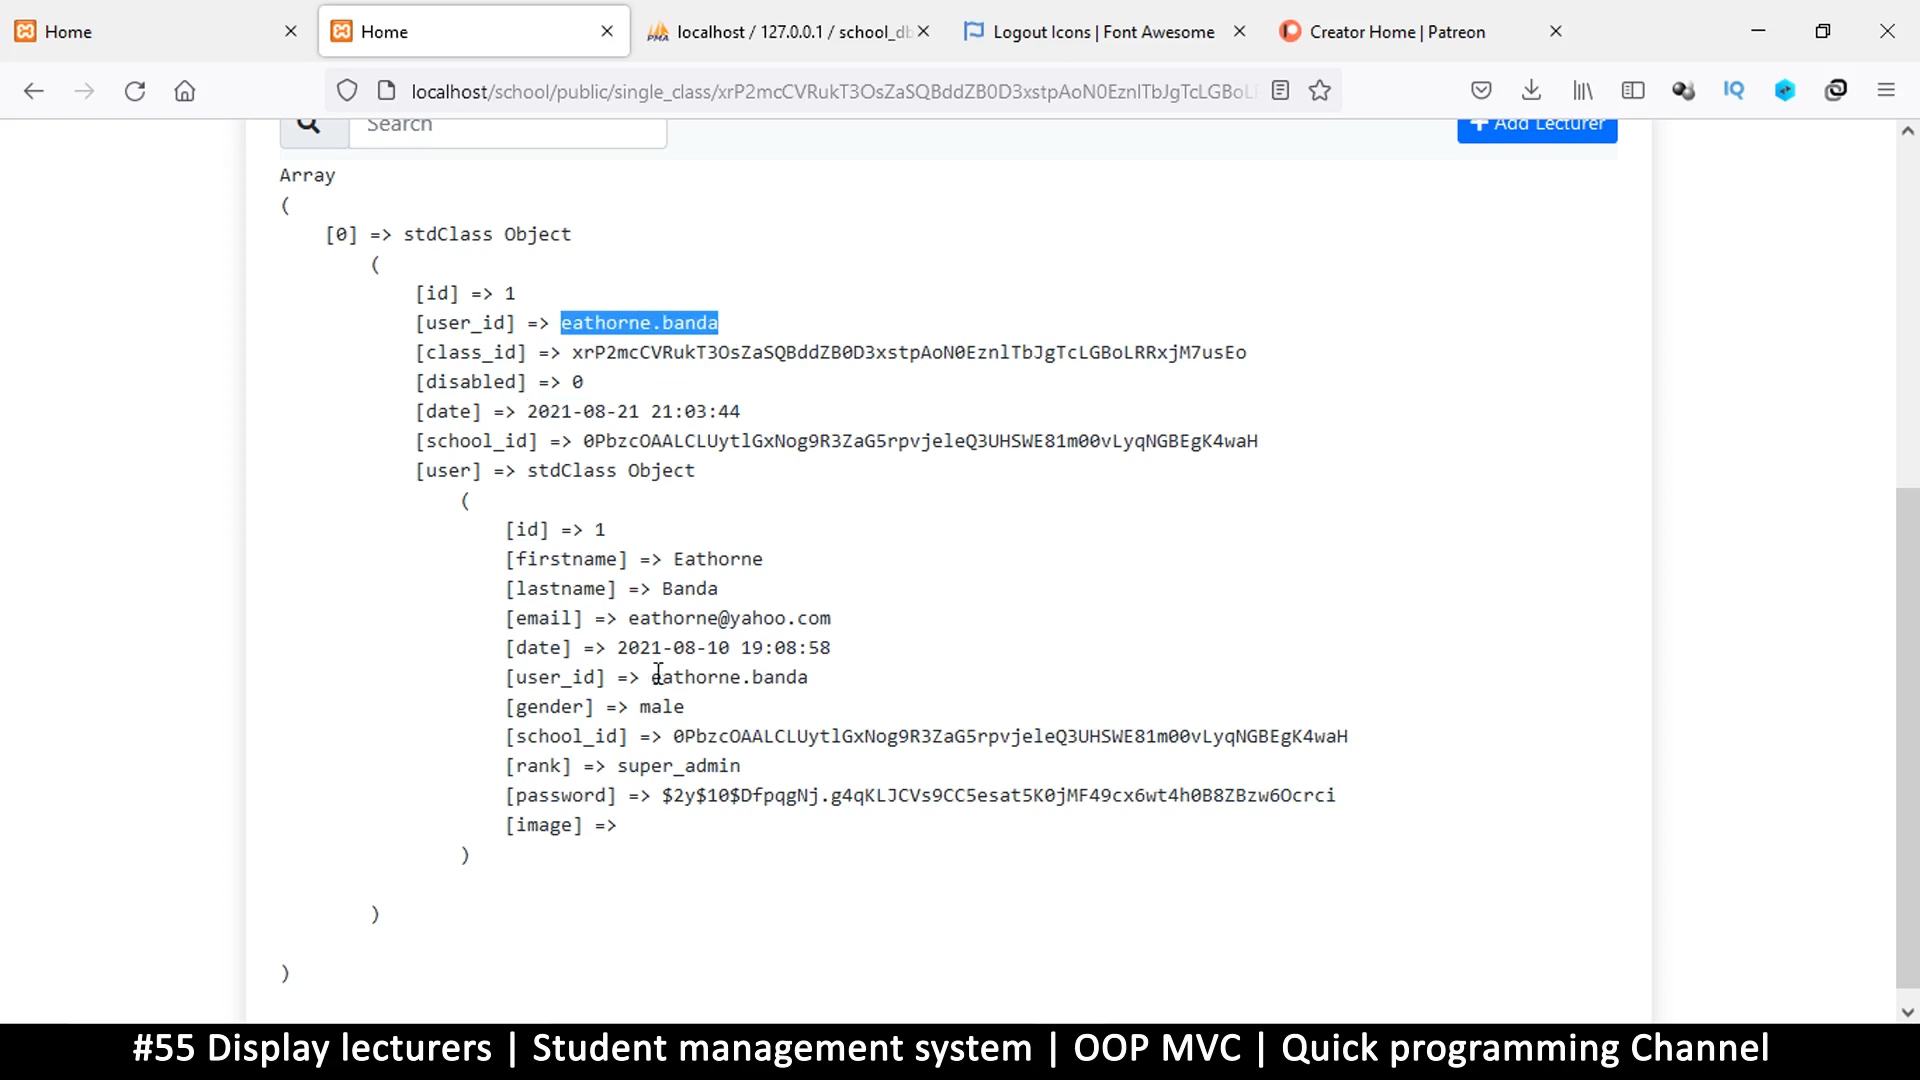 Home
Home
localhost / 127.0.0.1 / school_db
Logout Icons | Font Awesome
Creator Home | Patreon
localhost/school/public/single_class/xrP2mcCVRukT3OsZaSQBddZB0D3xstpAoN0EznlTbJgTcLGBoL
Search
Add Lecturer
Array
(
[0] => stdClass Object
(
[id] => 1
[user_id] => eathorne.banda
[class_id] => xrP2mcCVRukT3OsZaSQBddZB0D3xstpAoN0EznlTbJgTcLGBoLRRxjM7usEo
[disabled] => 0
[date] => 2021-08-21 21:03:44
[school_id] => 0PbzcOAALCLUytlGxNog9R3ZaG5rpvjeleQ3UHSWE81m00vLyqNGBEgK4waH
[user] => stdClass Object
(
[id] => 1
[firstname] => Eathorne
[lastname] => Banda
[email] => eathorne@yahoo.com
[date] => 2021-08-10 19:08:58
[user_id] => eathorne.banda
[gender] => male
[school_id] => 0PbzcOAALCLUytlGxNog9R3ZaG5rpvjeleQ3UHSWE81m00vLyqNGBEgK4waH
[rank] => super_admin
[password] => $2y$10$DfpqgNj.g4qKLJCVs9CC5esat5K0jMF49cx6wt4h0B8ZBzw6Ocrci
[image] =>
)
)
)
#55 Display lecturers | Student management system | OOP MVC | Quick programming Channel